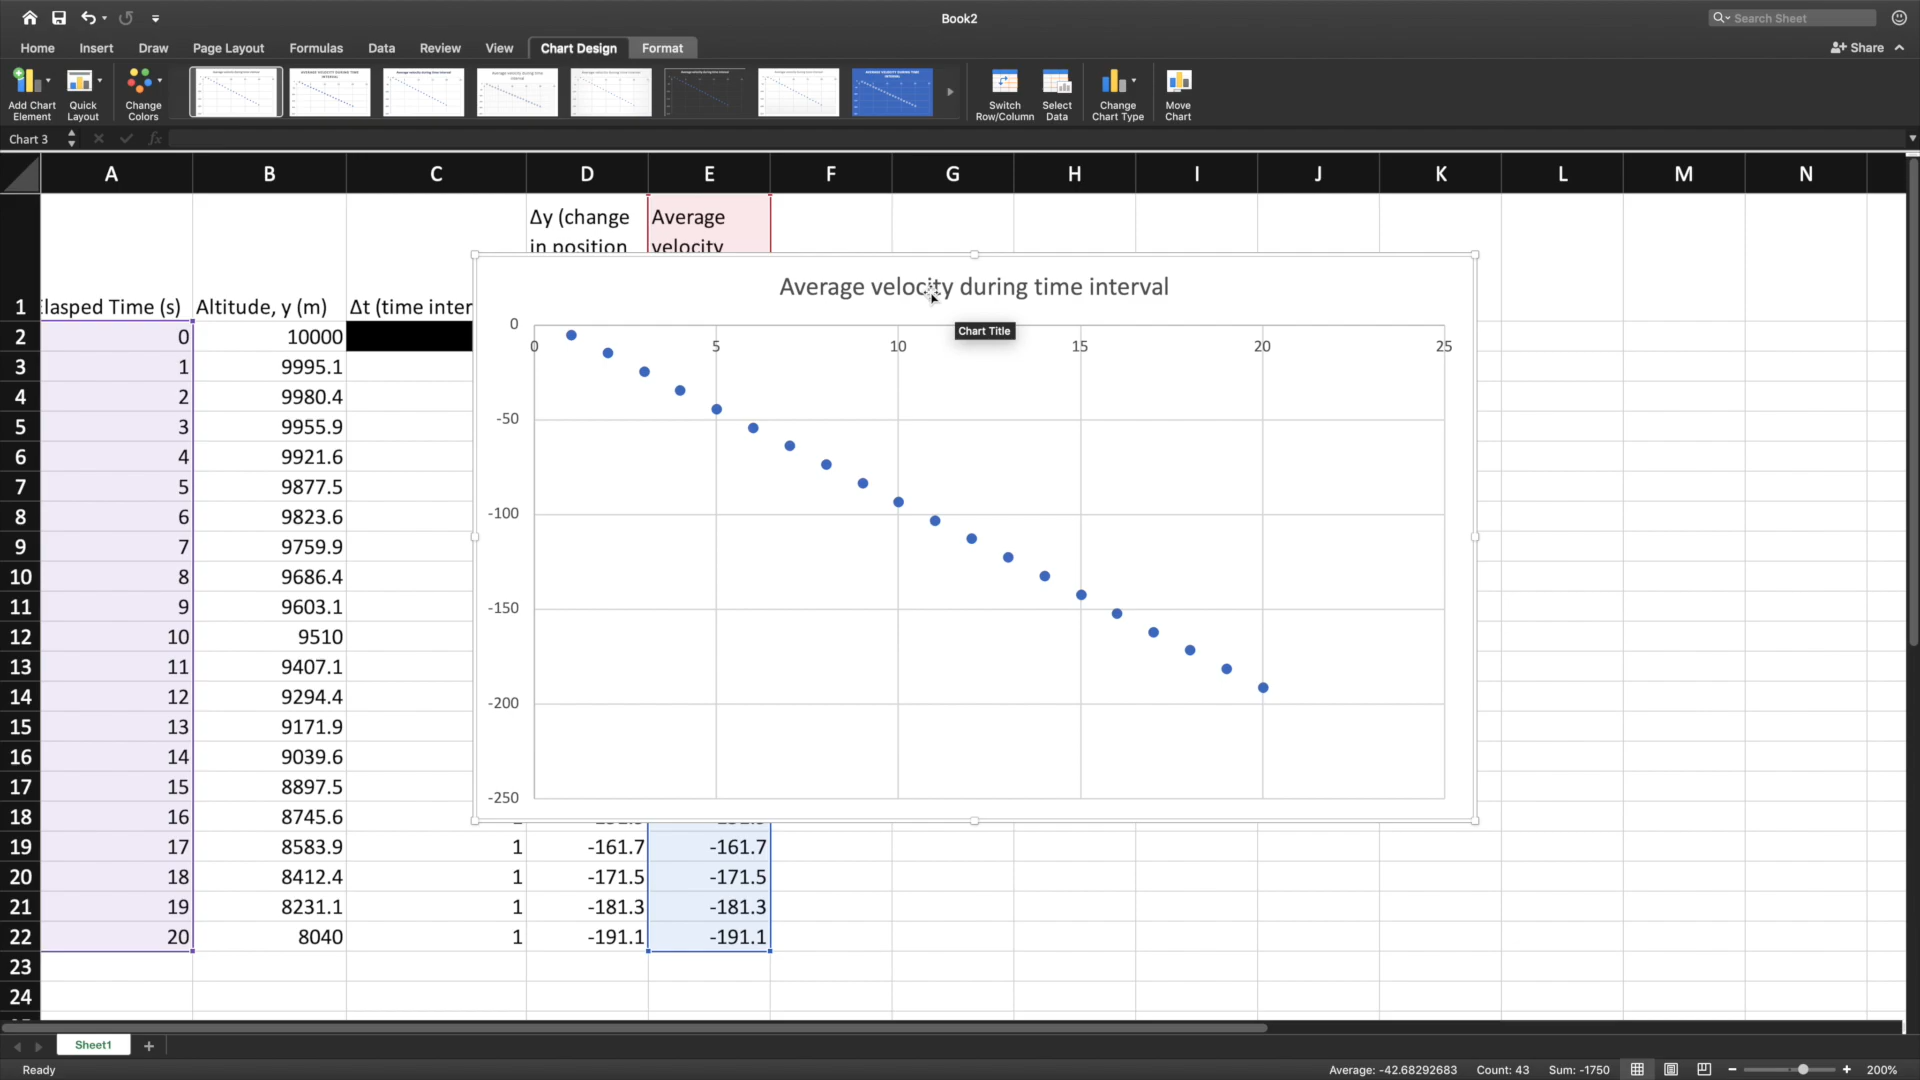 Book2
Search Sheet
Home Insert Draw Page Layout Formulas Data Review View Chart Design Format
Share
Add Chart Element
Quick Layout
Change Colors
Switch Row/Column
Select Data
Change Chart Type
Move Chart
Chart 3
fx
A B C D E F G H I J K L M N
Δy (change
in position
Average
velocity
1 lasped Time (s) Altitude, y (m) Δt (time inter
2 0 10000
3 1 9995.1
4 2 9980.4
5 3 9955.9
6 4 9921.6
7 5 9877.5
8 6 9823.6
9 7 9759.9
10 8 9686.4
11 9 9603.1
12 10 9510
13 11 9407.1
14 12 9294.4
15 13 9171.9
16 14 9039.6
17 15 8897.5
18 16 8745.6
19 17 8583.9 1 -161.7 -161.7
20 18 8412.4 1 -171.5 -171.5
21 19 8231.1 1 -181.3 -181.3
22 20 8040 1 -191.1 -191.1
23
24
Average velocity during time interval
Chart Title
0
0 5 10 15 20 25
-50
-100
-150
-200
-250
Sheet1
Ready
Average: -42.68292683 Count: 43 Sum: -1750
200%